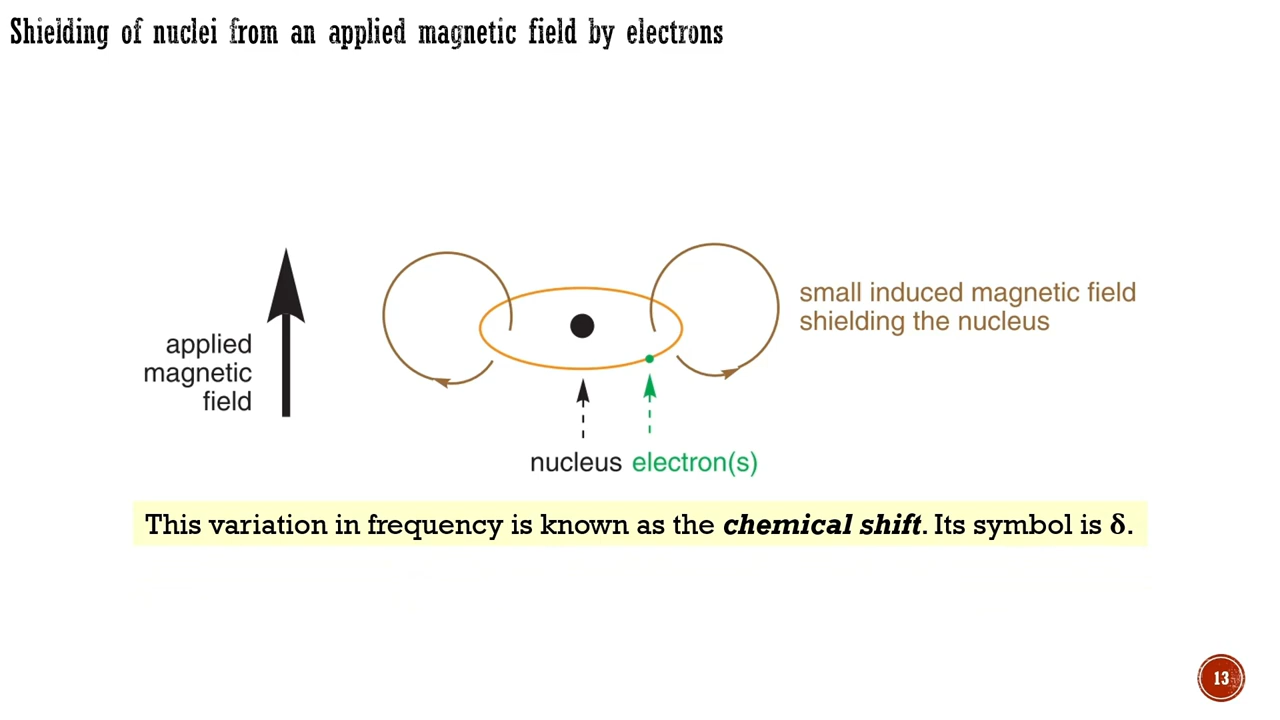 Shielding of nuclei from an applied magnetic field by electrons
small induced magnetic field
shielding the nucleus
applied
magnetic
field
nucleus electron(s)
This variation in frequency is known as the chemical shift. Its symbol is δ.
13